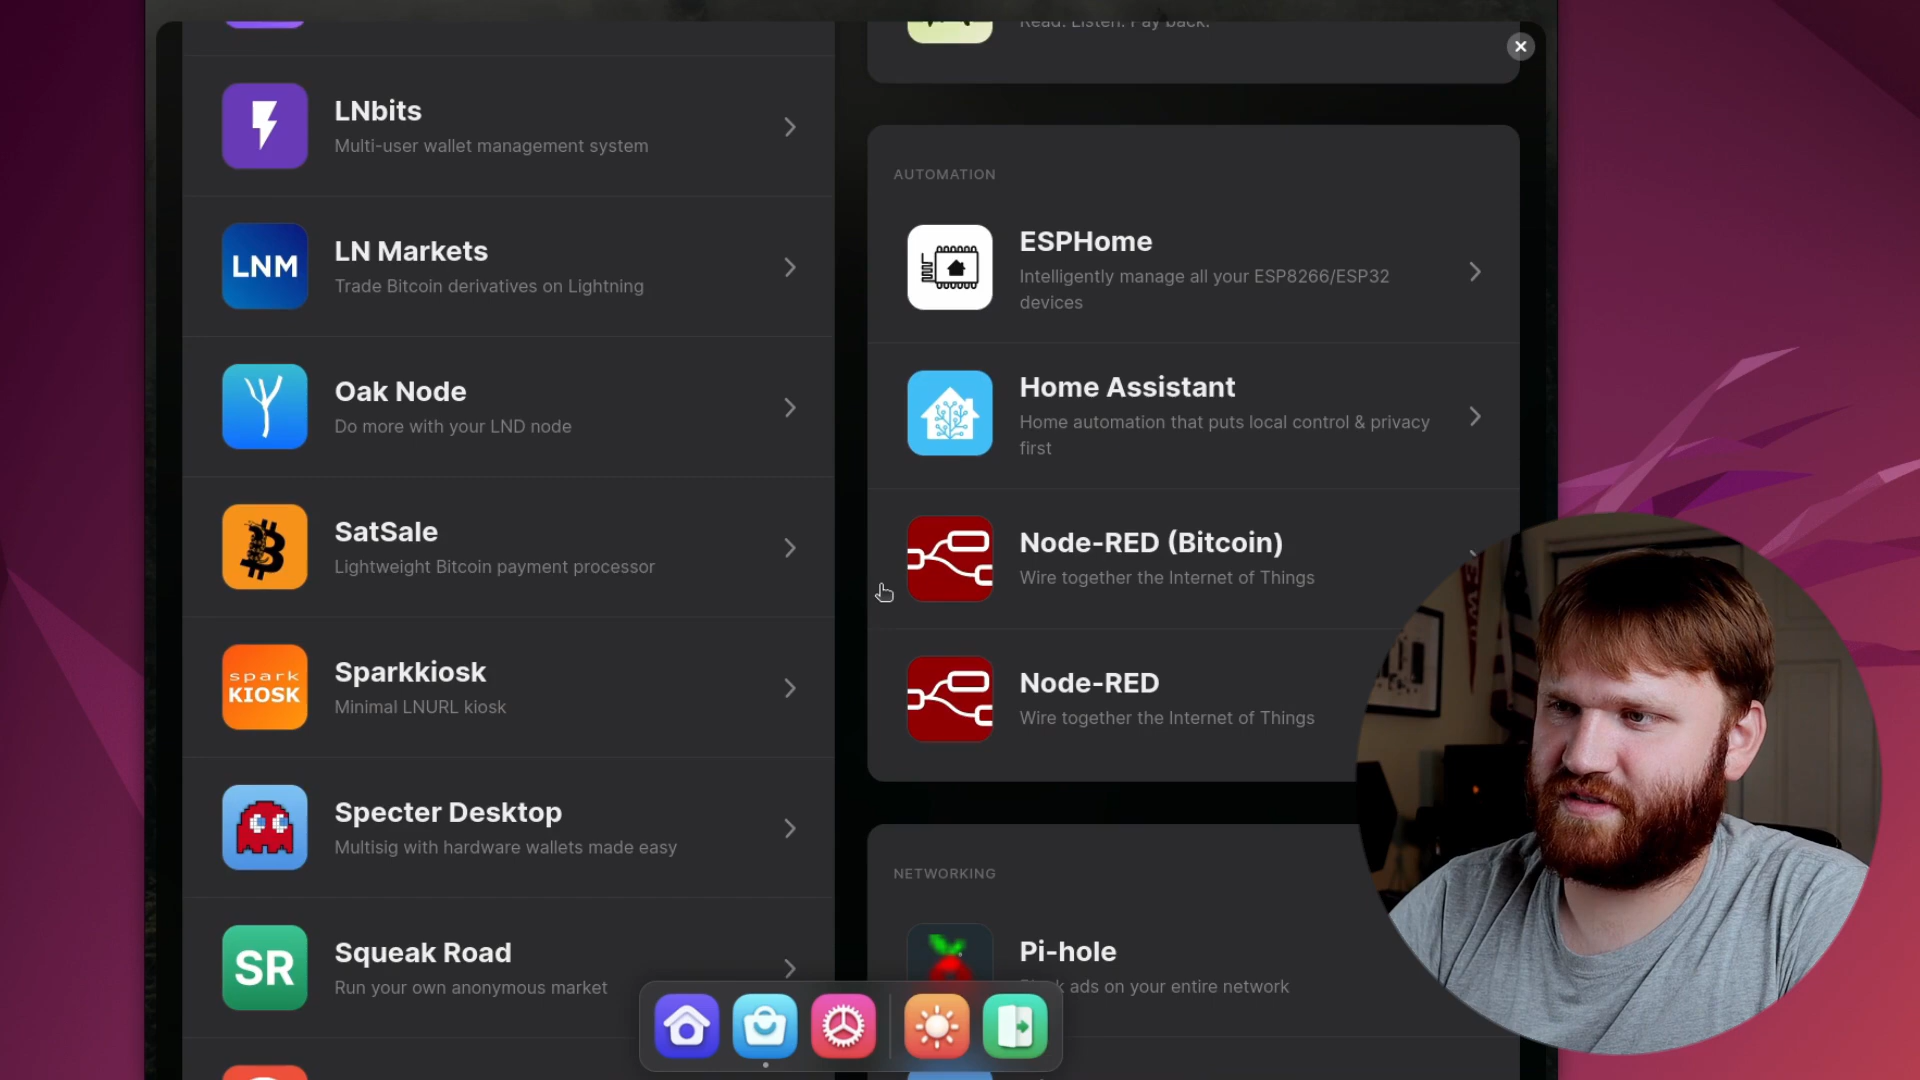 LNbits
Multi-user wallet management system
LNM
LN Markets
Trade Bitcoin derivatives on Lightning
Oak Node
Do more with your LND node
SatSale
Lightweight Bitcoin payment processor
spark
KIOSK
Sparkkiosk
Minimal LNURL kiosk
Specter Desktop
Multisig with hardware wallets made easy
SR
Squeak Road
Run your own anonymous market
Read. Listen. Pay back.
AUTOMATION
ESPHome
Intelligently manage all your ESP8266/ESP32
devices
Home Assistant
Home automation that puts local control & privacy
first
Node-RED (Bitcoin)
Wire together the Internet of Things
Node-RED
Wire together the Internet of Things
NETWORKING
Pi-hole
ads on your entire network